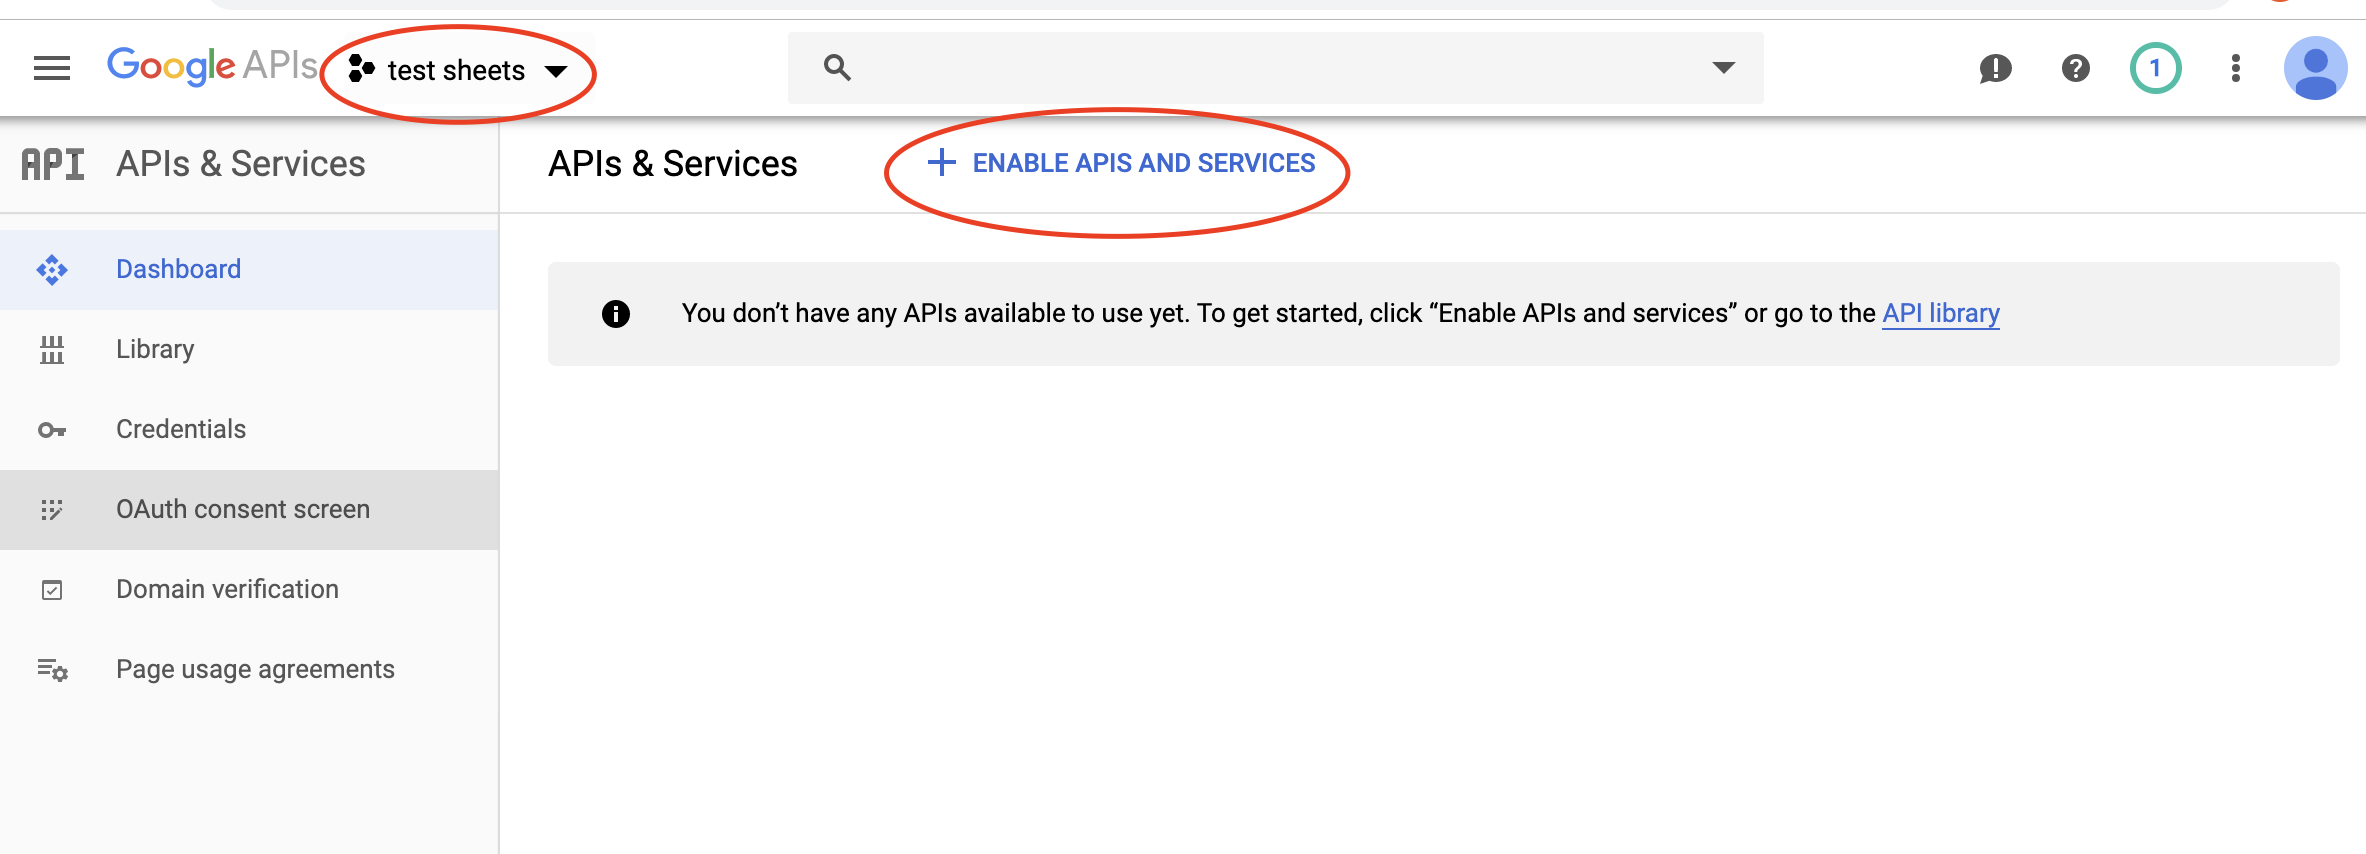 Google APIs
test sheets
1
API APIs & Services
APIs & Services
ENABLE APIS AND SERVICES
Dashboard
You don’t have any APIs available to use yet. To get started, click “Enable APIs and services” or go to the API library
Library
Credentials
OAuth consent screen
Domain verification
Page usage agreements